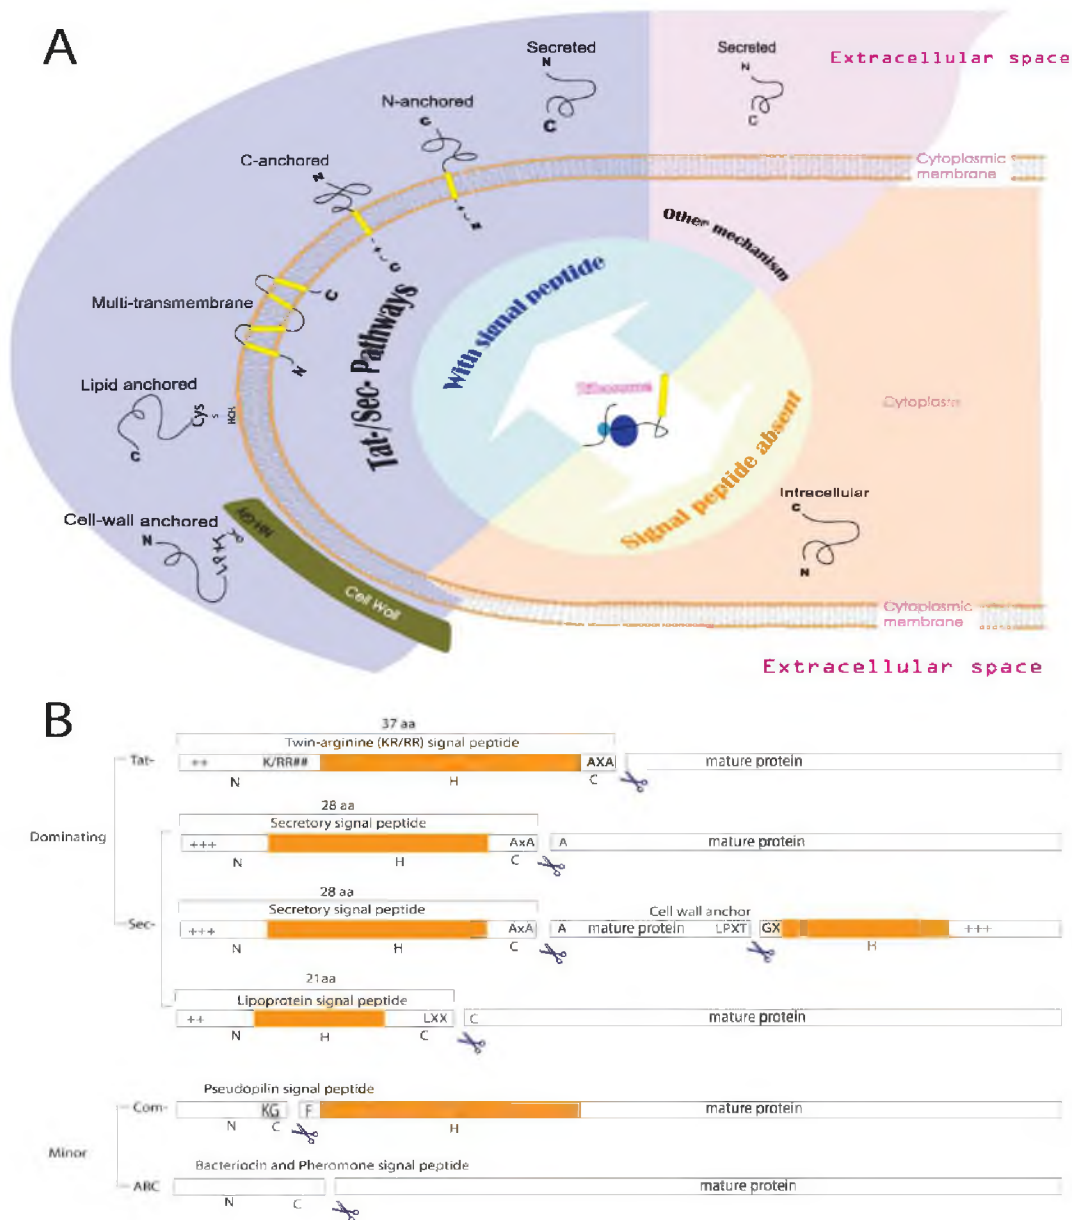 A
Secreted
N
C
Secreted
N
C
Extracellular space
N-anchored
C
N
C-anchored
N
C
Cytoplasmic
membrane
Other mechanism
With signal peptide
Tat-/Sec- Pathways
Multi-transmembrane
C
N
Ribosome
Lipid anchored
Cys
S
C
Cytoplasm
Signal peptide absent
Intracellular
C
N
Cell-wall anchored
N
Cell Wall
Cytoplasmic
membrane
Extracellular space
B
37 aa
Twin-arginine (KR/RR) signal peptide
Tat-
++ K/RR## AXA mature protein
N H C
28 aa
Secretory signal peptide
Dominating
+++ AxA A mature protein
N H C
28 aa
Secretory signal peptide Cell wall anchor
Sec-
+++ AxA A mature protein LPXT GX +++
N H C H
21aa
Lipoprotein signal peptide
++ LXX C mature protein
N H C
Pseudopilin signal peptide
Com-
KG F mature protein
N C H
Minor
Bacteriocin and Pheromone signal peptide
ABC
mature protein
N C